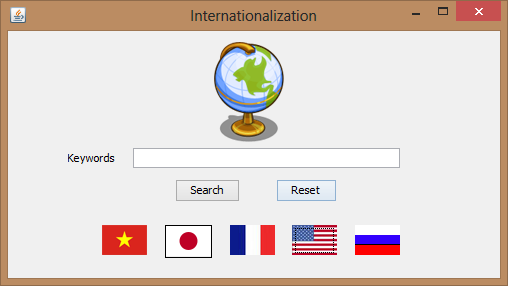 Internationalization
Keywords
Search Reset